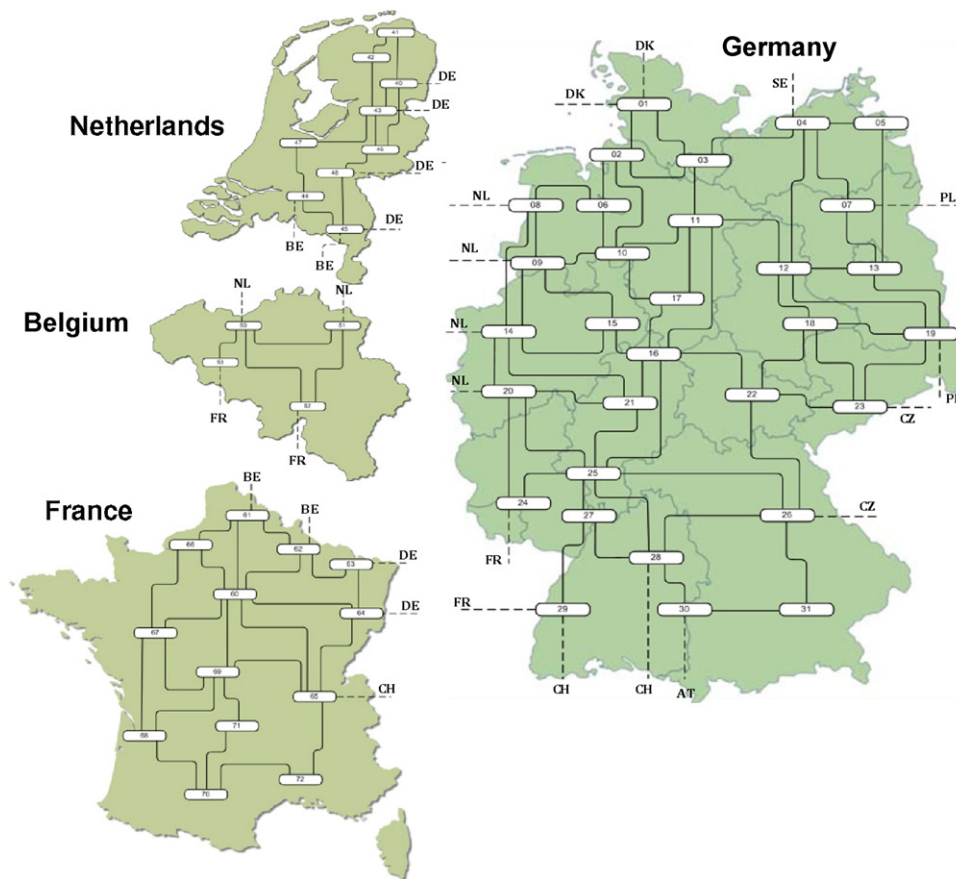 Netherlands
41
42
40
DE
43
DE
47
46
48
DE
44
45
DE
BE
BE
Belgium
NL
NL
50
51
53
52
FR
FR
France
BE
61
BE
66
62
DE
63
60
64
DE
67
69
65
CH
68
71
72
70
Germany
DK
DK
01
SE
04
05
02
03
NL
08
06
07
PL
11
NL
09
10
12
13
17
NL
14
15
18
19
16
NL
20
21
22
23
PL
CZ
25
24
27
26
CZ
28
FR
FR
29
30
31
CH
CH
AT